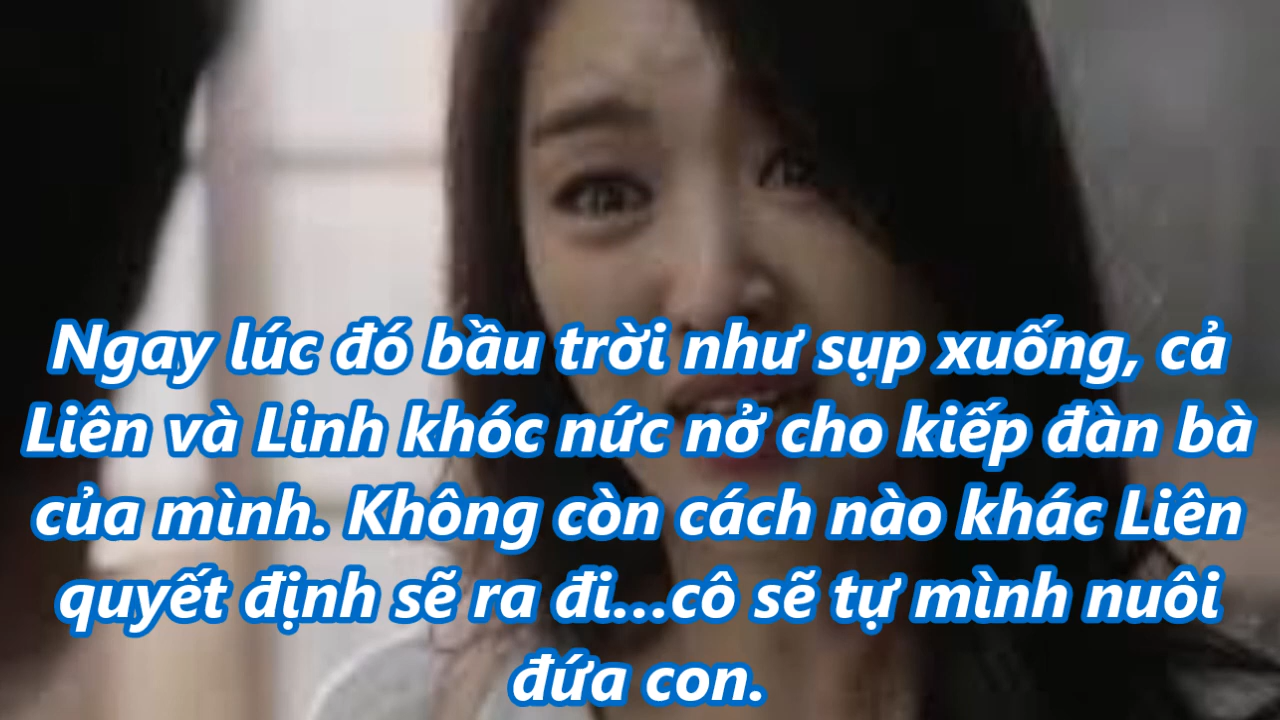 Ngay lúc đó bầu trời như sụp xuống, cả
Liên và Linh khóc nức nở cho kiếp đàn bà
của mình. Không còn cách nào khác Liên
quyết định sẽ ra đi...cô sẽ tự mình nuôi
đứa con.